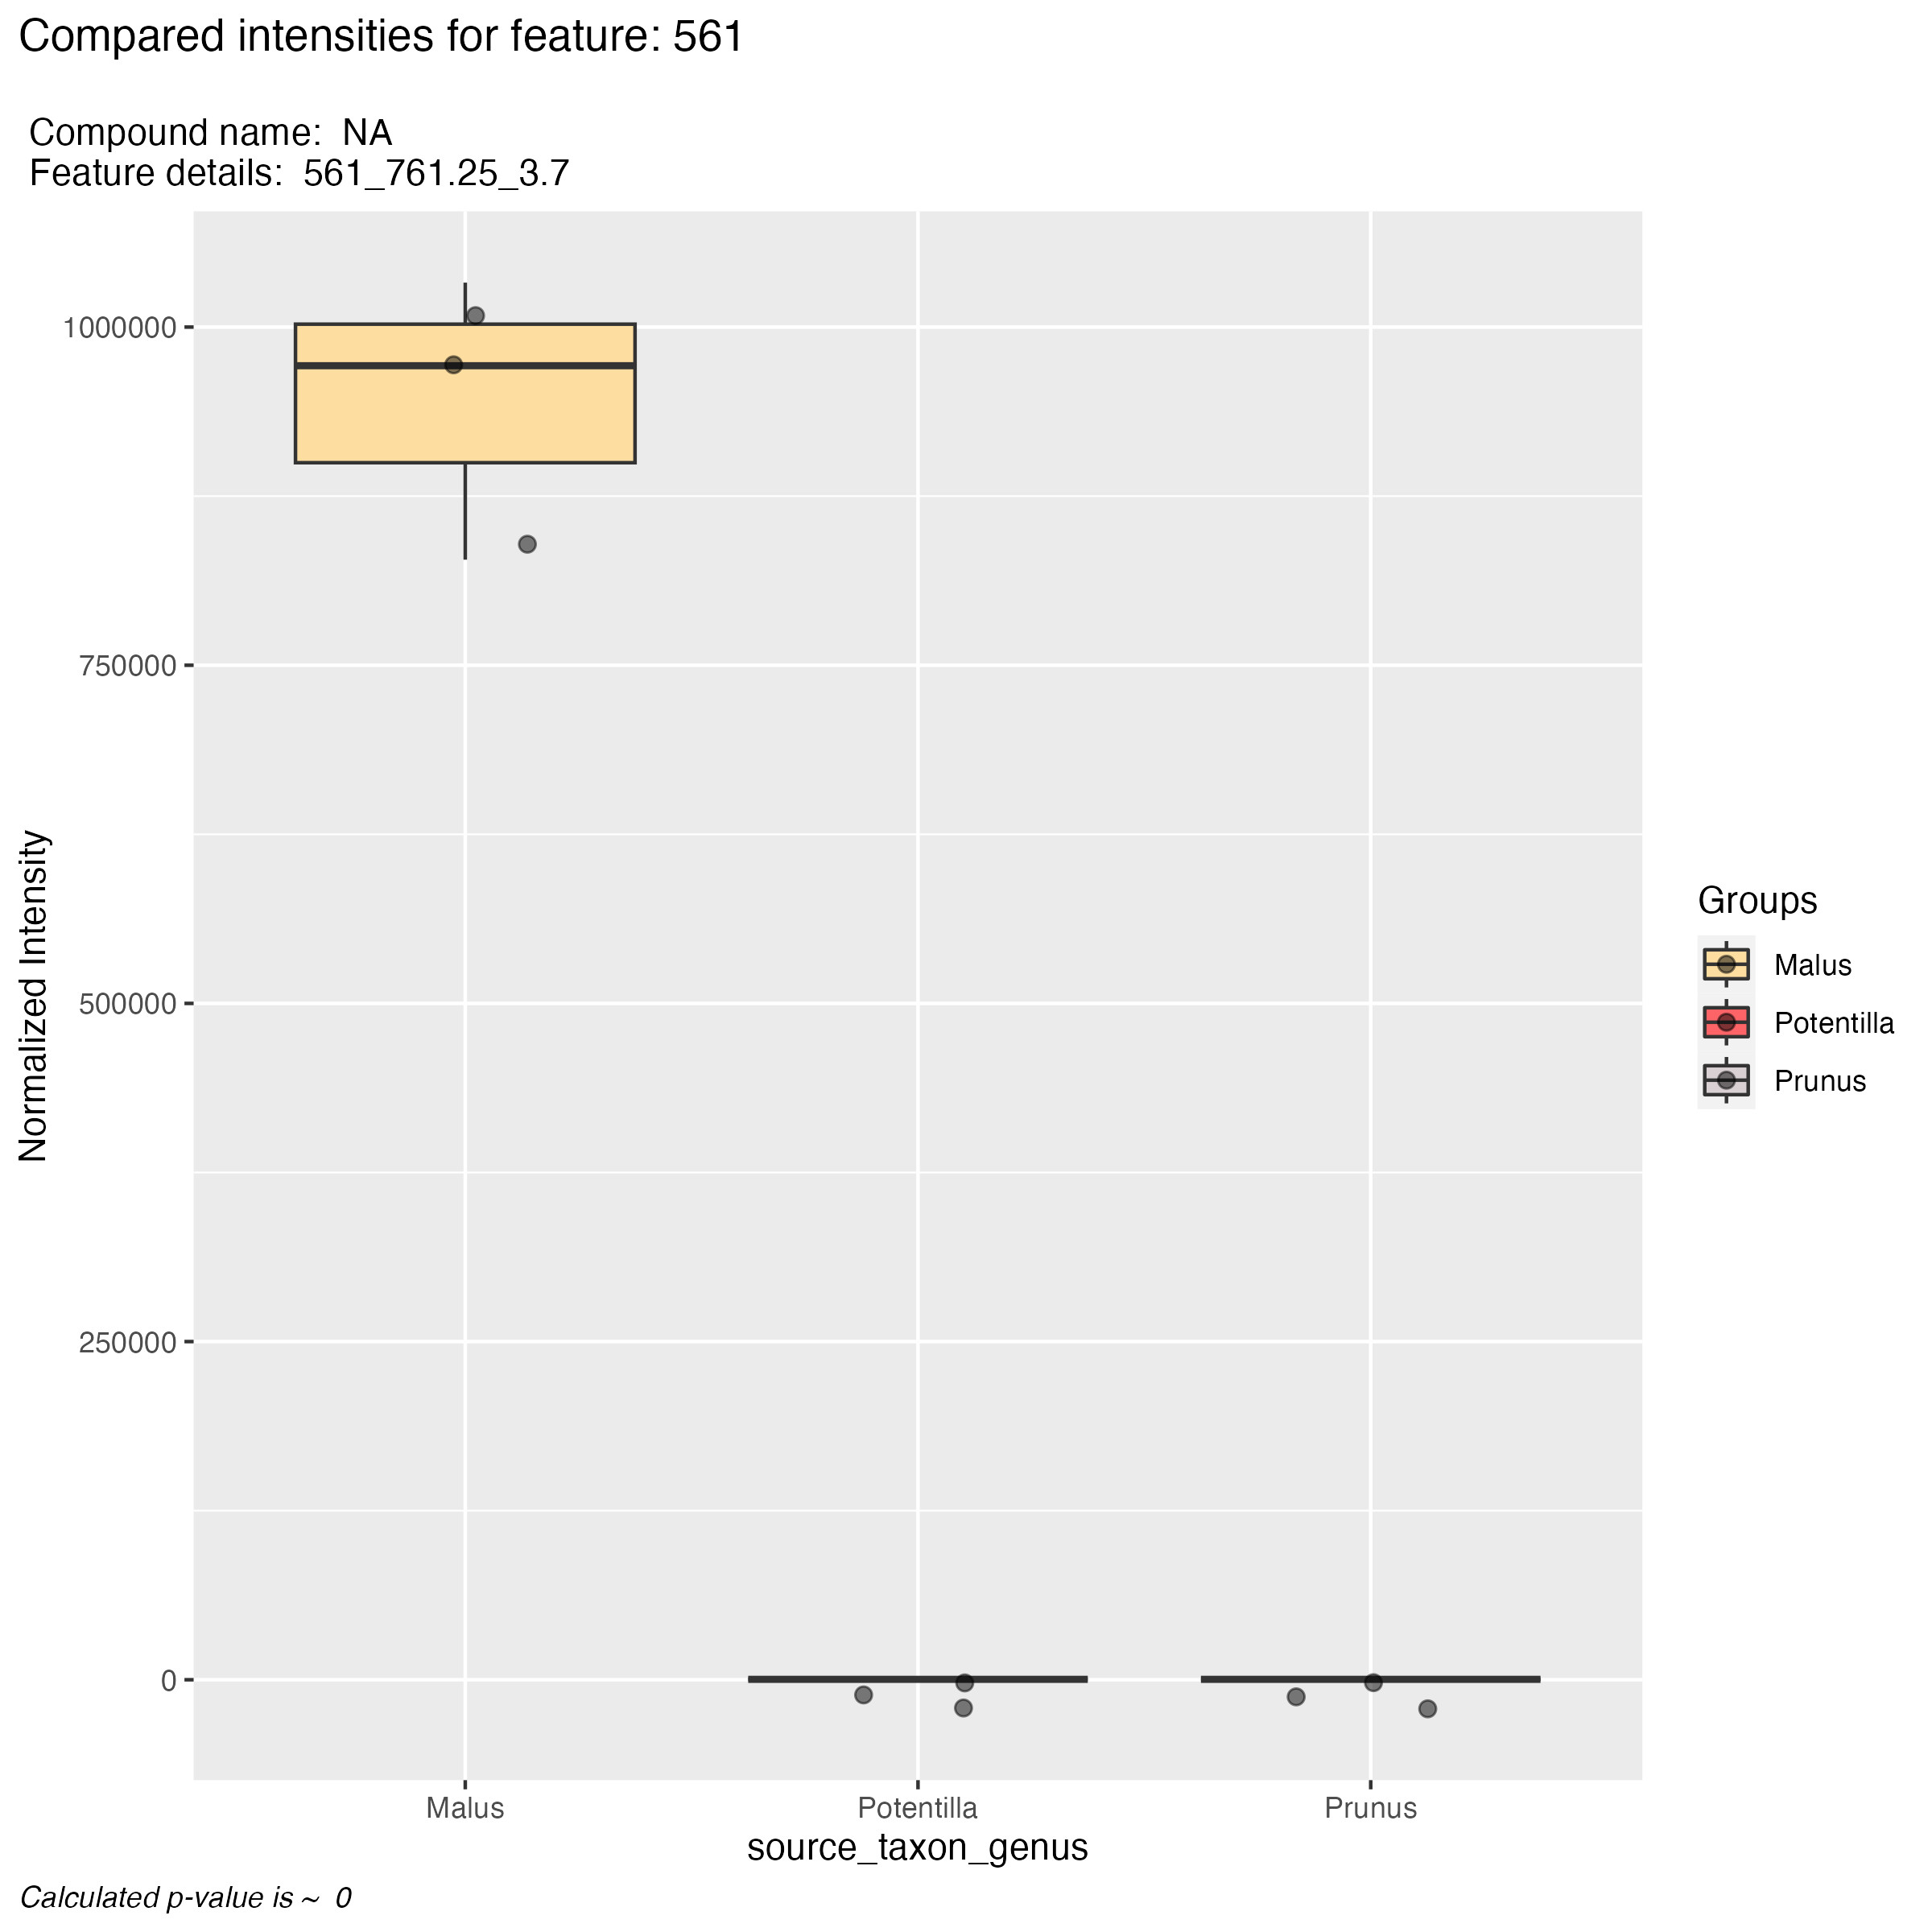 Compared intensities for feature: 561
Compound name:  NA
Feature details:  561_761.25_3.7
Normalized Intensity
1000000
750000
500000
250000
0
Malus
Potentilla
Prunus
source_taxon_genus
Groups
Malus
Potentilla
Prunus
Calculated p-value is ~  0